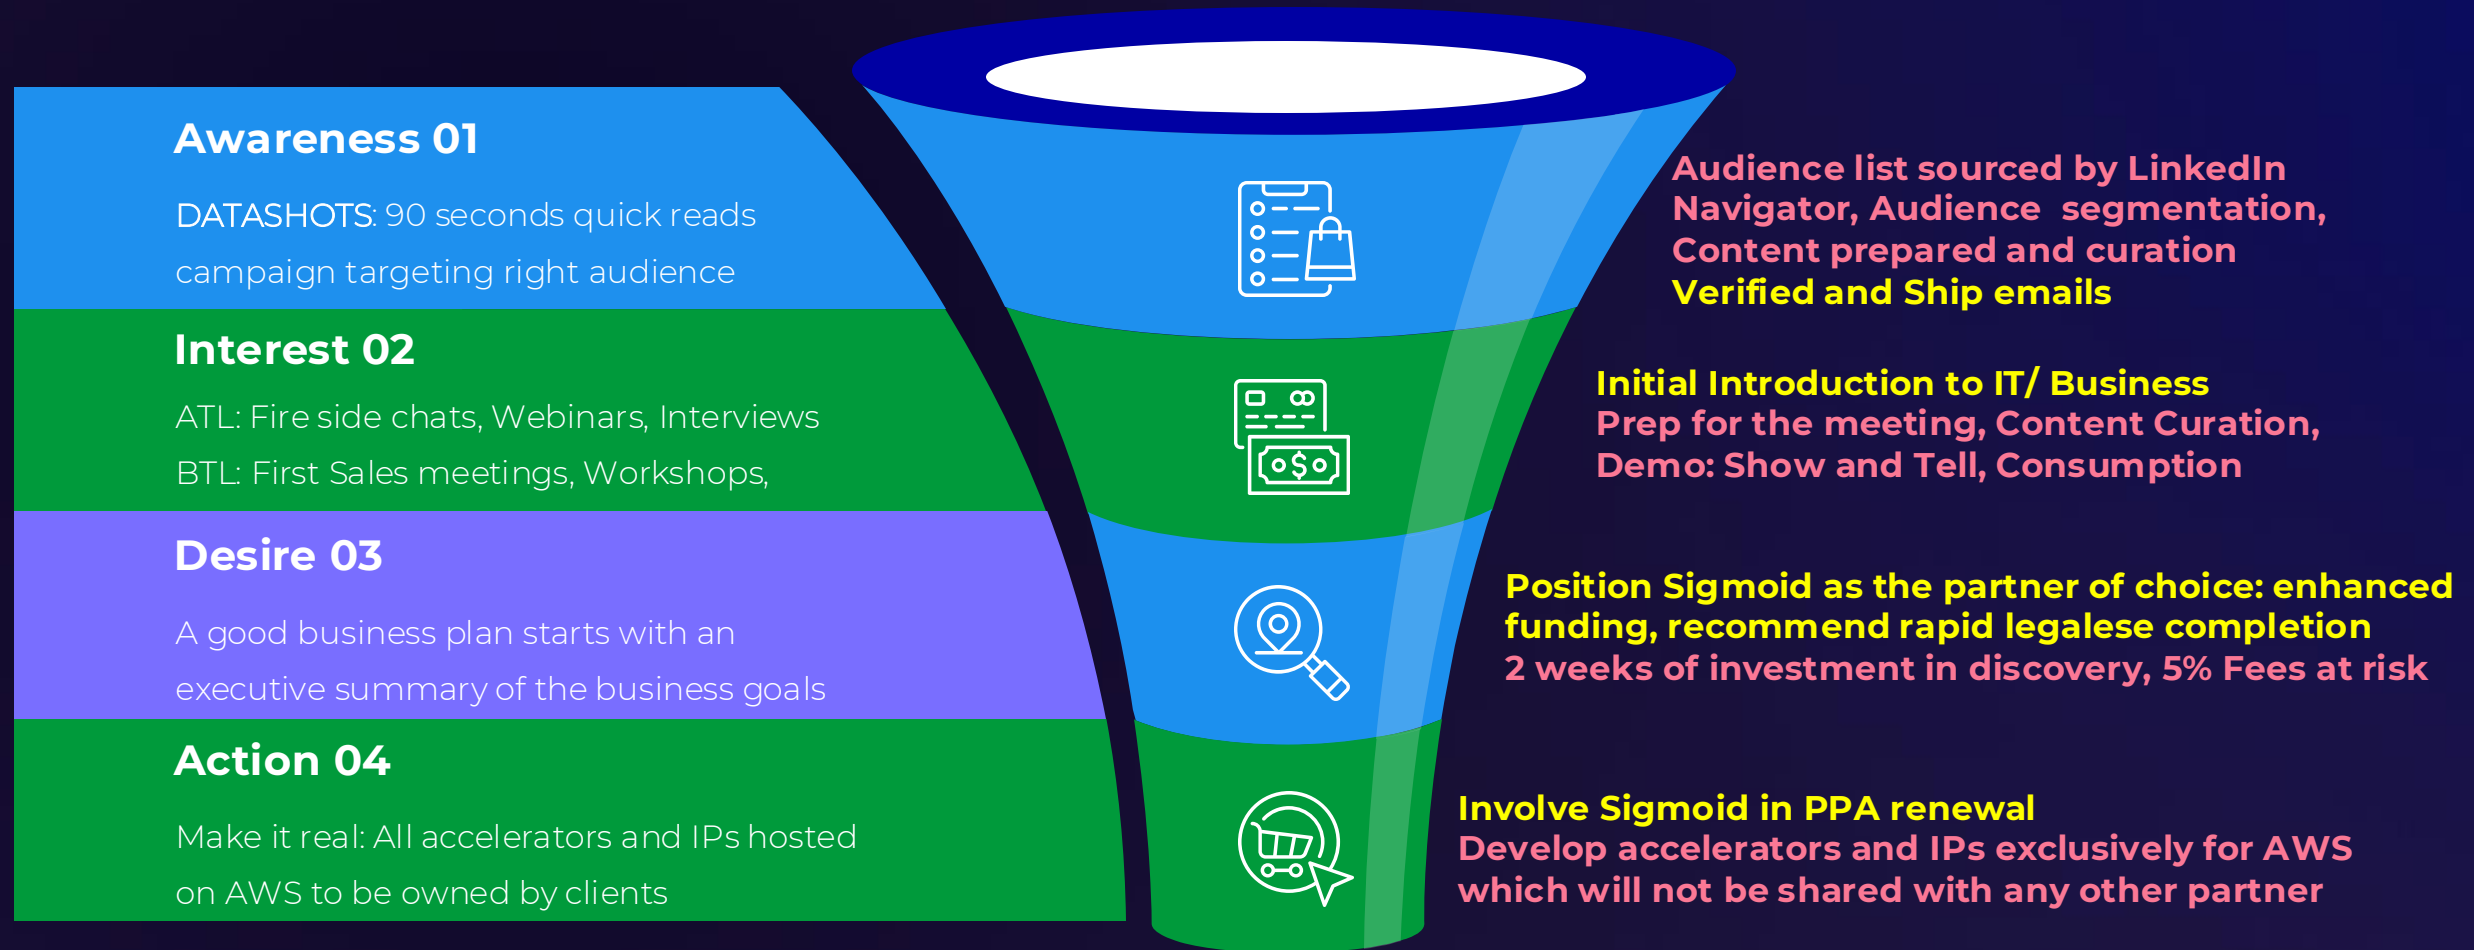 Awareness 01
DATASHOTS: 90 seconds quick reads
campaign targeting right audience
Audience list sourced by LinkedIn
Navigator, Audience segmentation,
Content prepared and curation
Verified and Ship emails
Interest 02
ATL: Fire side chats, Webinars, Interviews
BTL: First Sales meetings, Workshops,
Initial Introduction to IT/ Business
Prep for the meeting, Content Curation,
Demo: Show and Tell, Consumption
Desire 03
A good business plan starts with an
executive summary of the business goals
Position Sigmoid as the partner of choice: enhanced
funding, recommend rapid legalese completion
2 weeks of investment in discovery, 5% Fees at risk
Action 04
Make it real: All accelerators and IPs hosted
on AWS to be owned by clients
Involve Sigmoid in PPA renewal
Develop accelerators and IPs exclusively for AWS
which will not be shared with any other partner